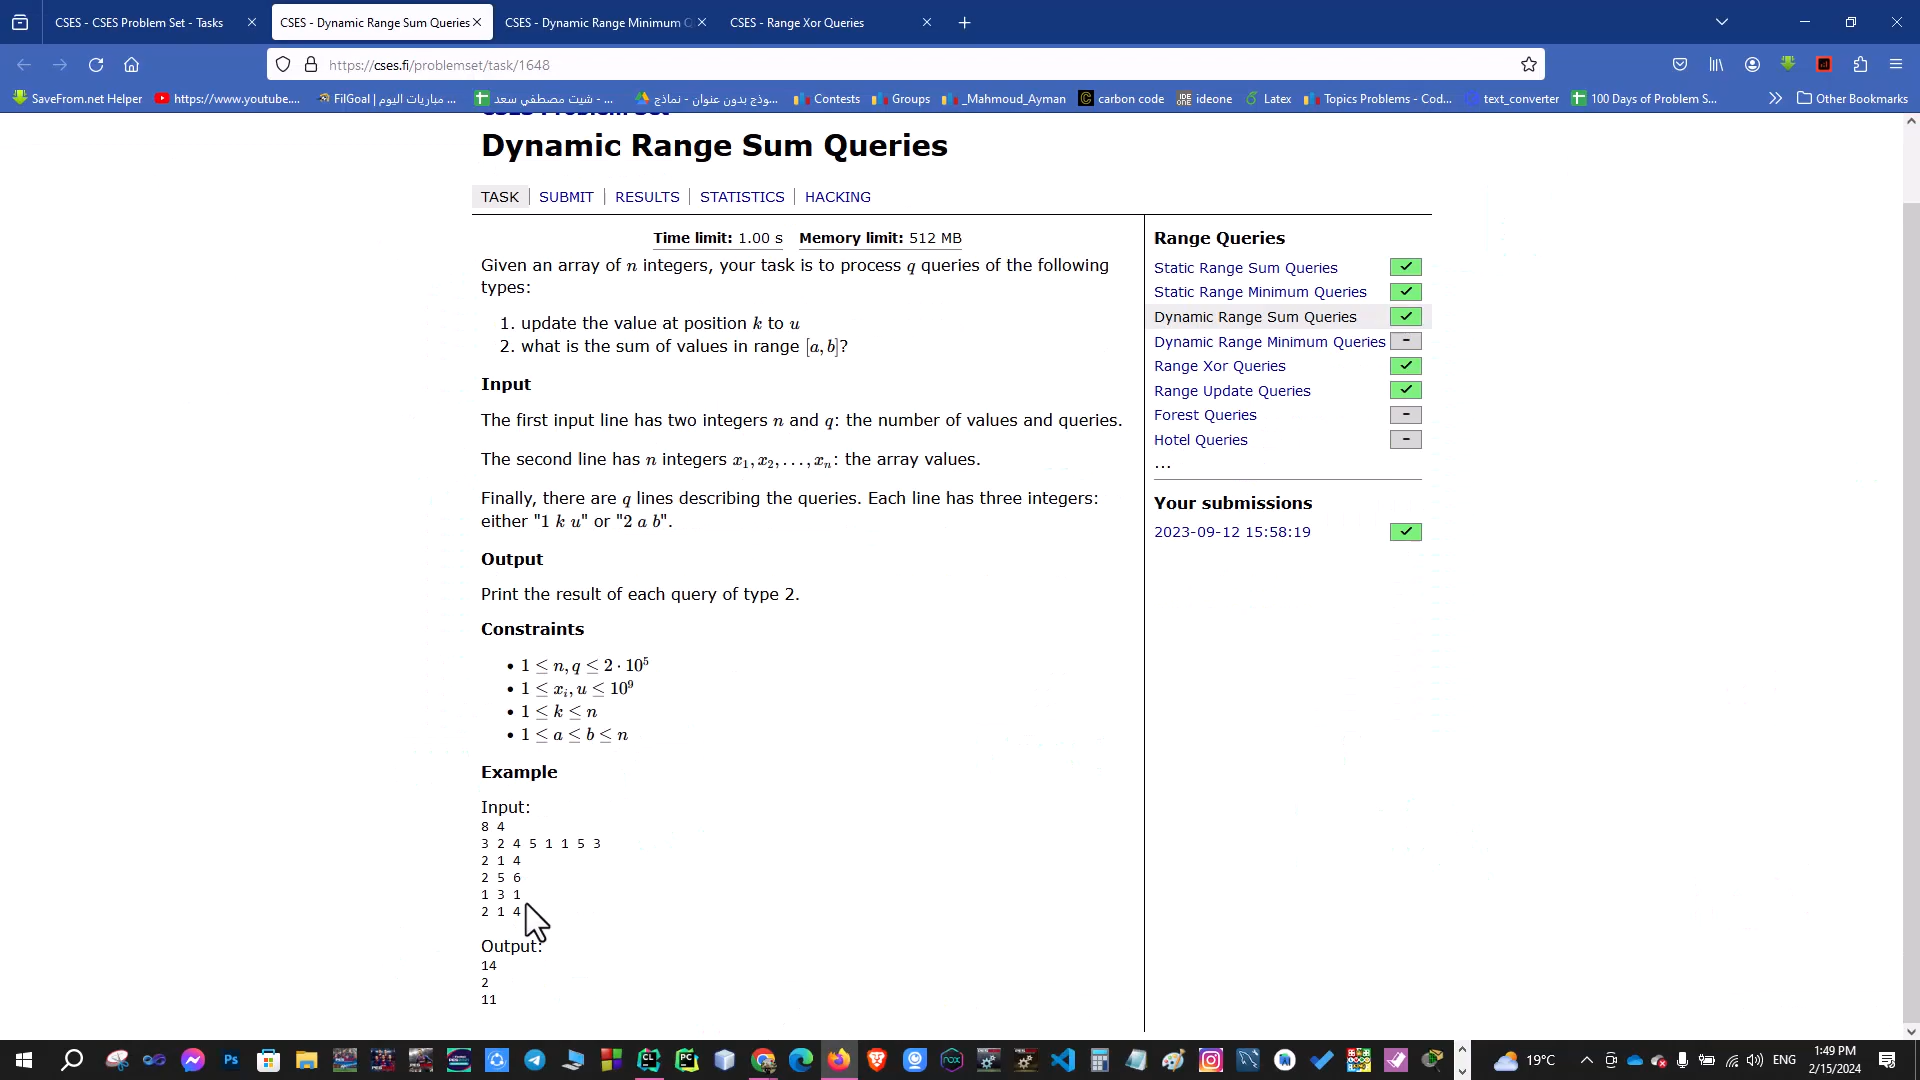 CSES - CSES Problem Set - Tasks
CSES - Dynamic Range Sum Queries
CSES - Dynamic Range Minimum Q
CSES - Range Xor Queries
https://cses.fi/problemset/task/1648
SaveFrom.net Helper
https://www.youtube....
FilGoal | مباريات اليوم ...
شيت مصطفي سعد - ...
نموذج بدون عنوان - نماذج...
Contests
Groups
_Mahmoud_Ayman
carbon code
ideone
Latex
Topics Problems - Cod...
text_converter
100 Days of Problem S...
Other Bookmarks
CSES Problem Set
Dynamic Range Sum Queries
TASK | SUBMIT | RESULTS | STATISTICS | HACKING
Time limit: 1.00 s Memory limit: 512 MB
Given an array of n integers, your task is to process q queries of the following
types:
1. update the value at position k to u
2. what is the sum of values in range [a, b]?
Input
The first input line has two integers n and q: the number of values and queries.
The second line has n integers x₁, x₂, . . . , xₙ: the array values.
Finally, there are q lines describing the queries. Each line has three integers:
either "1 k u" or "2 a b".
Output
Print the result of each query of type 2.
Constraints
• 1 ≤ n, q ≤ 2 · 10⁵
• 1 ≤ xᵢ, u ≤ 10⁹
• 1 ≤ k ≤ n
• 1 ≤ a ≤ b ≤ n
Example
Input:
8 4
3 2 4 5 1 1 5 3
2 1 4
2 5 6
1 3 1
2 1 4
Output:
14
2
11
Range Queries
Static Range Sum Queries
Static Range Minimum Queries
Dynamic Range Sum Queries
Dynamic Range Minimum Queries
Range Xor Queries
Range Update Queries
Forest Queries
Hotel Queries
...
Your submissions
2023-09-12 15:58:19
19°C
ENG
1:49 PM
2/15/2024